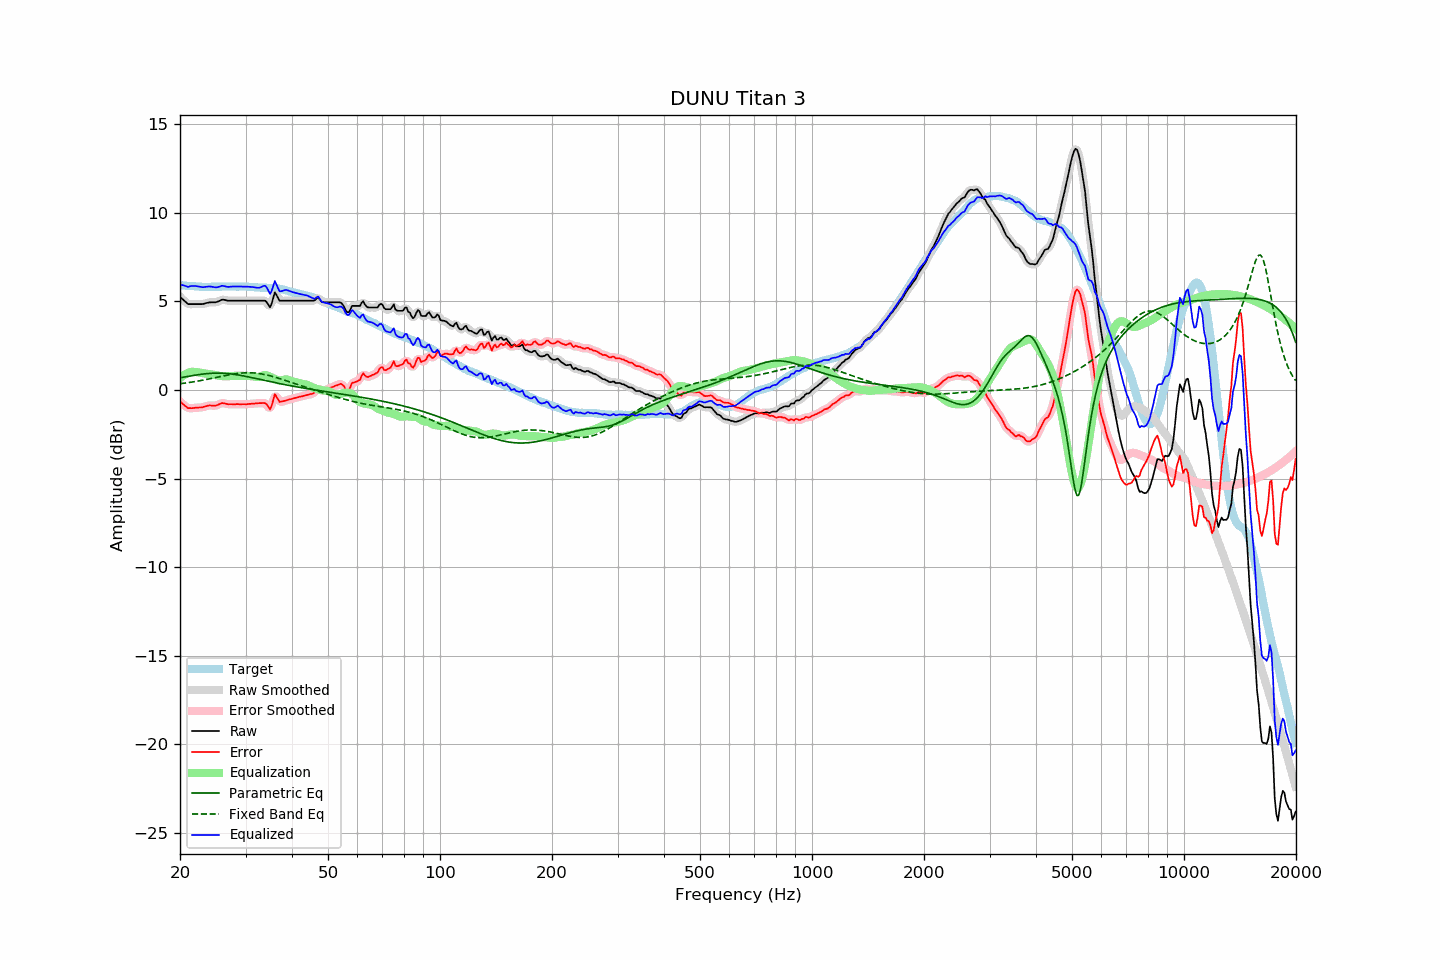 DUNU Titan 3
15
10
5
0
−5
−10
−15
−20
−25
Amplitude (dBr)
Target
Raw Smoothed
Error Smoothed
Raw
Error
Equalization
Parametric Eq
Fixed Band Eq
Equalized
20 50 100 200 500 1000 2000 5000 10000 20000
Frequency (Hz)